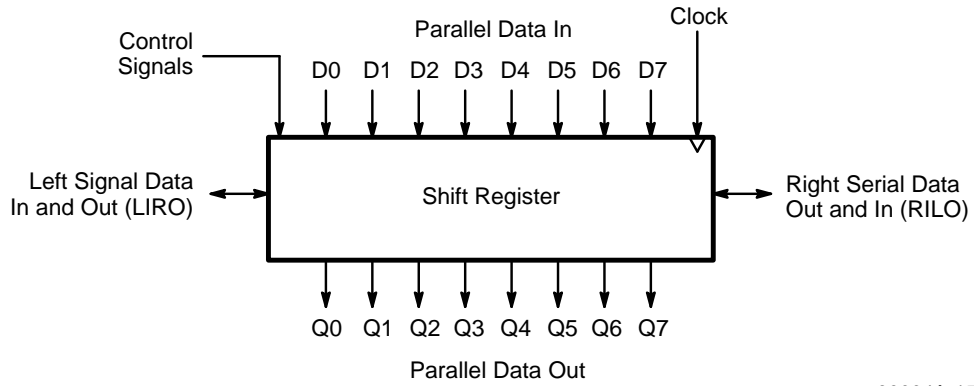 Clock
Parallel Data In
Control
Signals
D0 D1 D2 D3 D4 D5 D6 D7
Left Signal Data
In and Out (LIRO)
Shift Register
Right Serial Data
Out and In (RILO)
Q0 Q1 Q2 Q3 Q4 Q5 Q6 Q7
Parallel Data Out